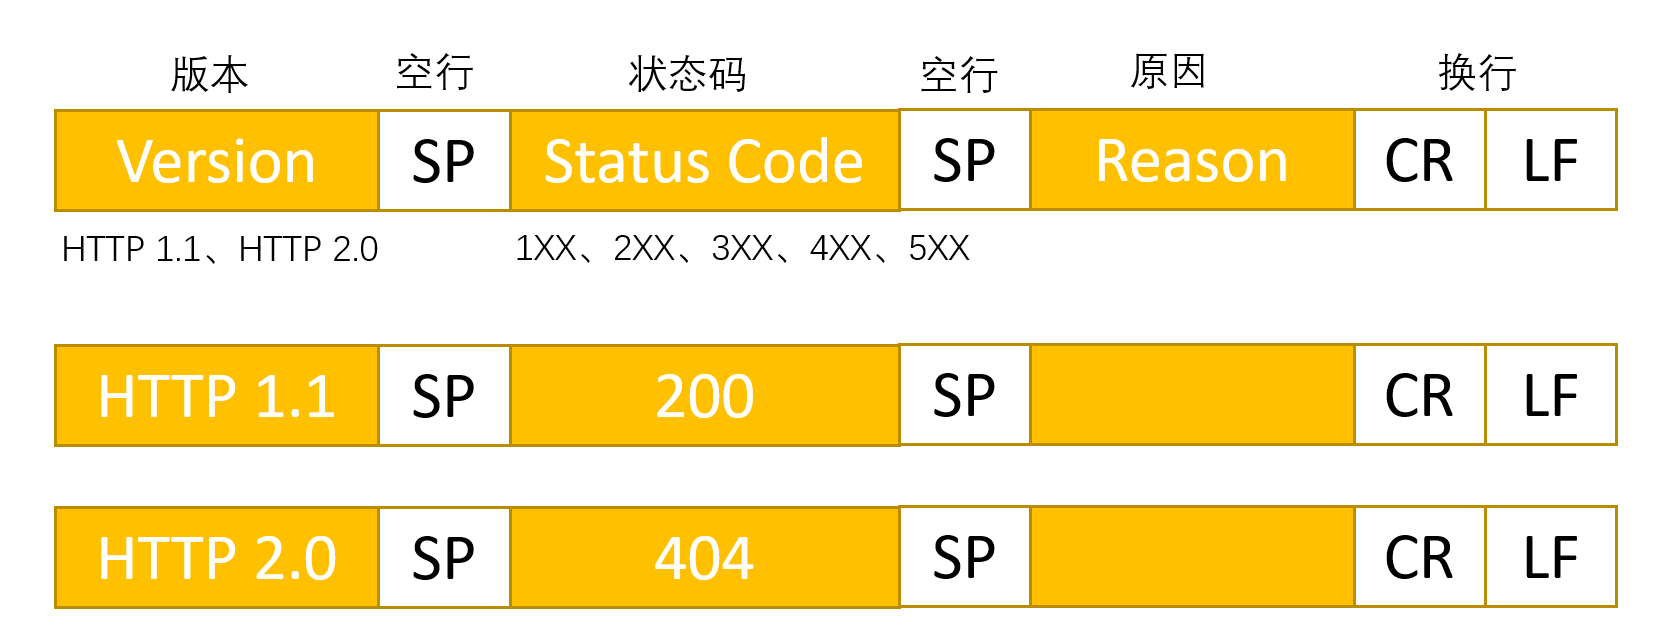 版本 空行 状态码 空行 原因 换行
Version SP Status Code SP Reason CR LF
HTTP 1.1、HTTP 2.0 1XX、2XX、3XX、4XX、5XX
HTTP 1.1 SP 200 SP CR LF
HTTP 2.0 SP 404 SP CR LF